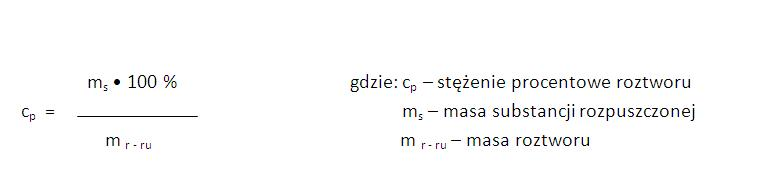 mₛ • 100 % gdzie: cₚ – stężenie procentowe roztworu
cₚ = mₛ – masa substancji rozpuszczonej
m ᵣ - ᵣᵤ m ᵣ - ᵣᵤ – masa roztworu